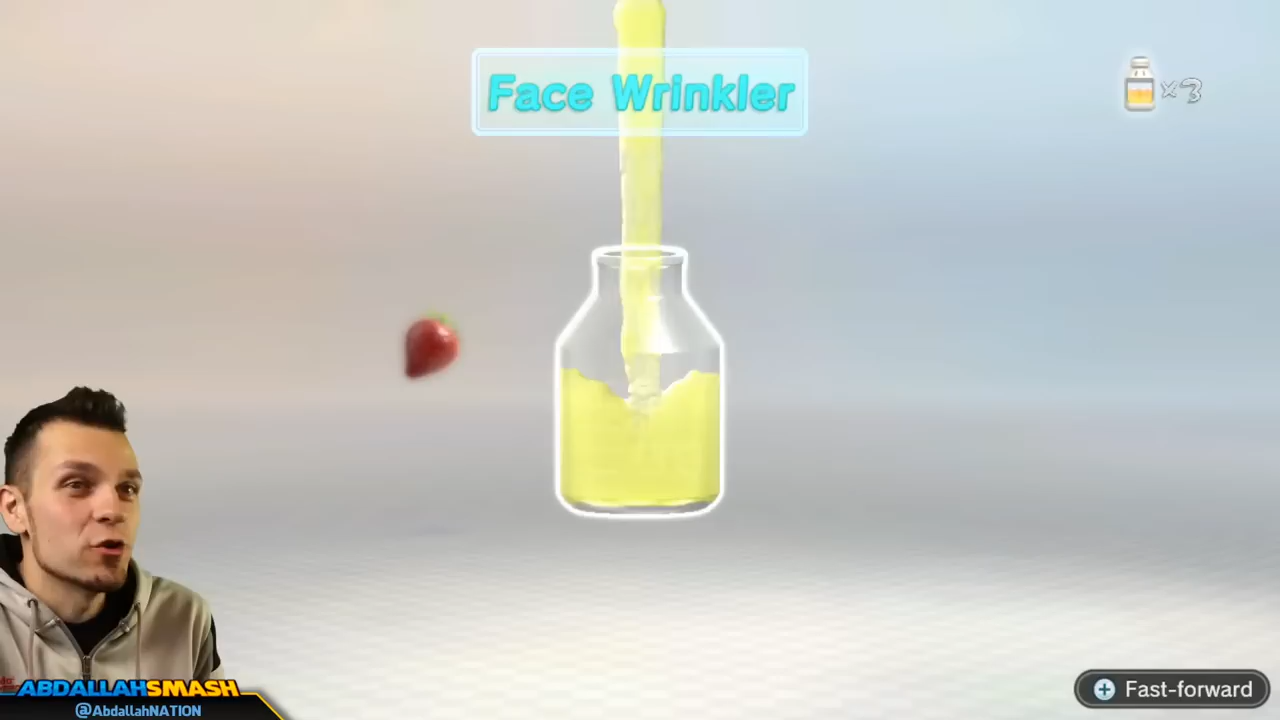 Face Wrinkler
×3
ABDALLAHSMASH
@AbdallahNATION
Fast-forward